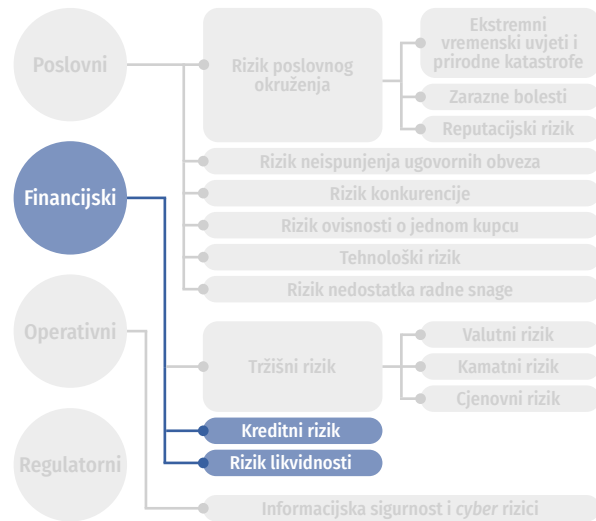 Poslovni
Financijski
Operativni
Regulatorni
Rizik poslovnog
okruženja
Ekstremni
vremenski uvjeti i
prirodne katastrofe
Zarazne bolesti
Reputacijski rizik
Rizik neispunjenja ugovornih obveza
Rizik konkurencije
Rizik ovisnosti o jednom kupcu
Tehnološki rizik
Rizik nedostatka radne snage
Tržišni rizik
Valutni rizik
Kamatni rizik
Cjenovni rizik
Kreditni rizik
Rizik likvidnosti
Informacijska sigurnost i cyber rizici